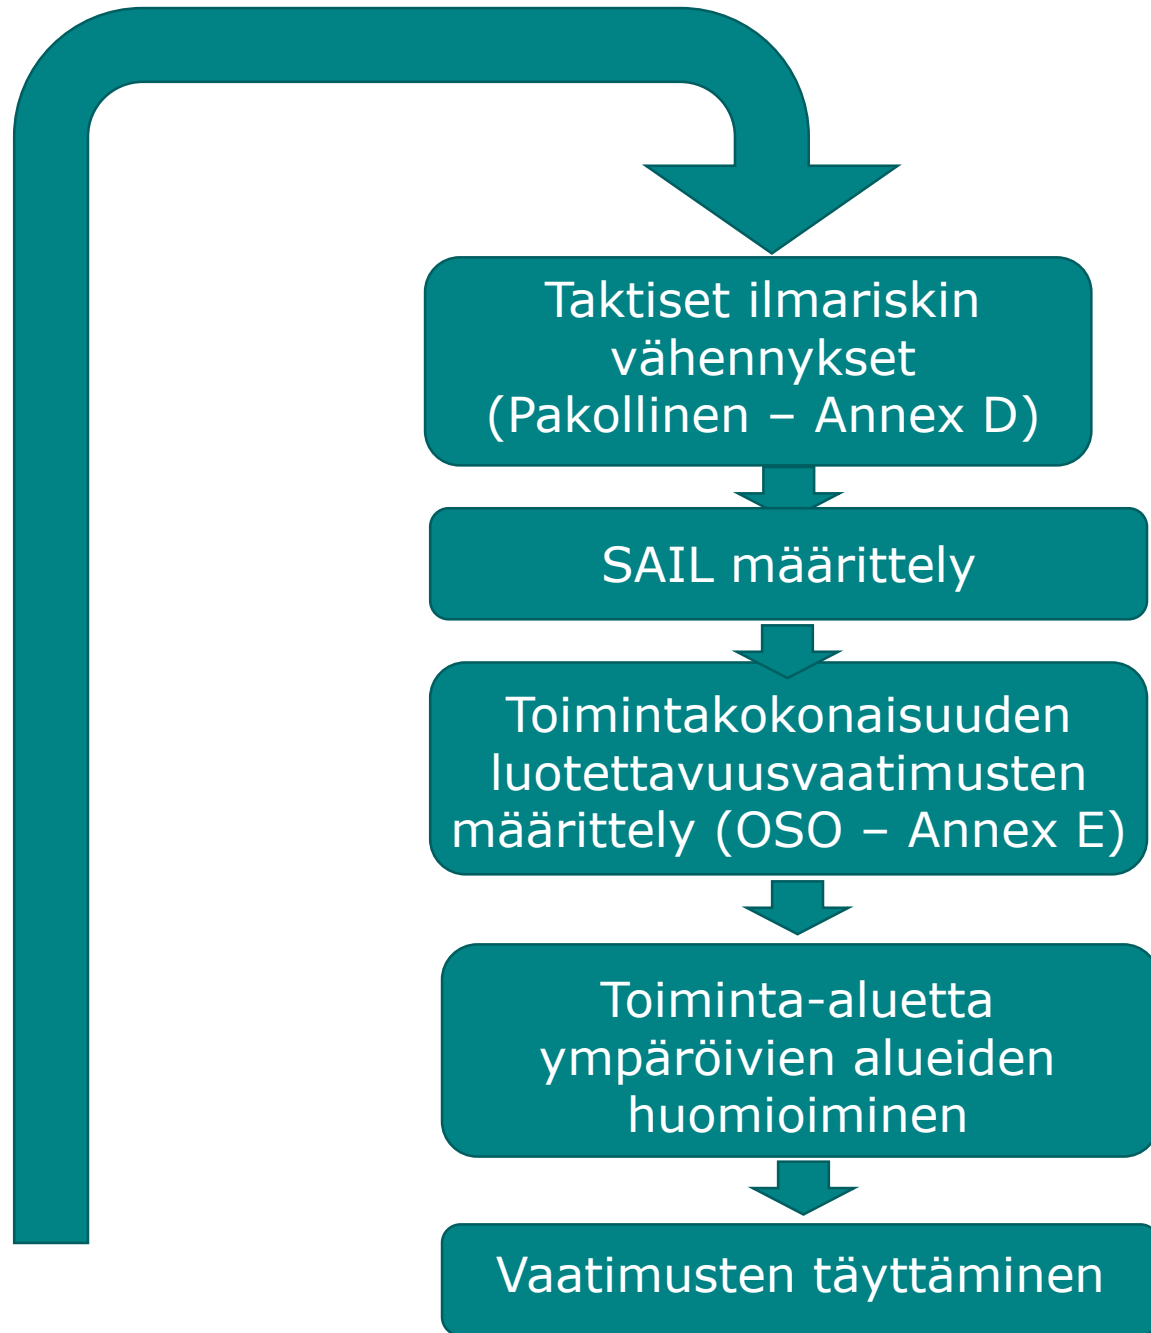 Taktiset ilmariskin
vähennykset
(Pakollinen – Annex D)
SAIL määrittely
Toimintakokonaisuuden
luotettavuusvaatimusten
määrittely (OSO – Annex E)
Toiminta-aluetta
ympäröivien alueiden
huomioiminen
Vaatimusten täyttäminen